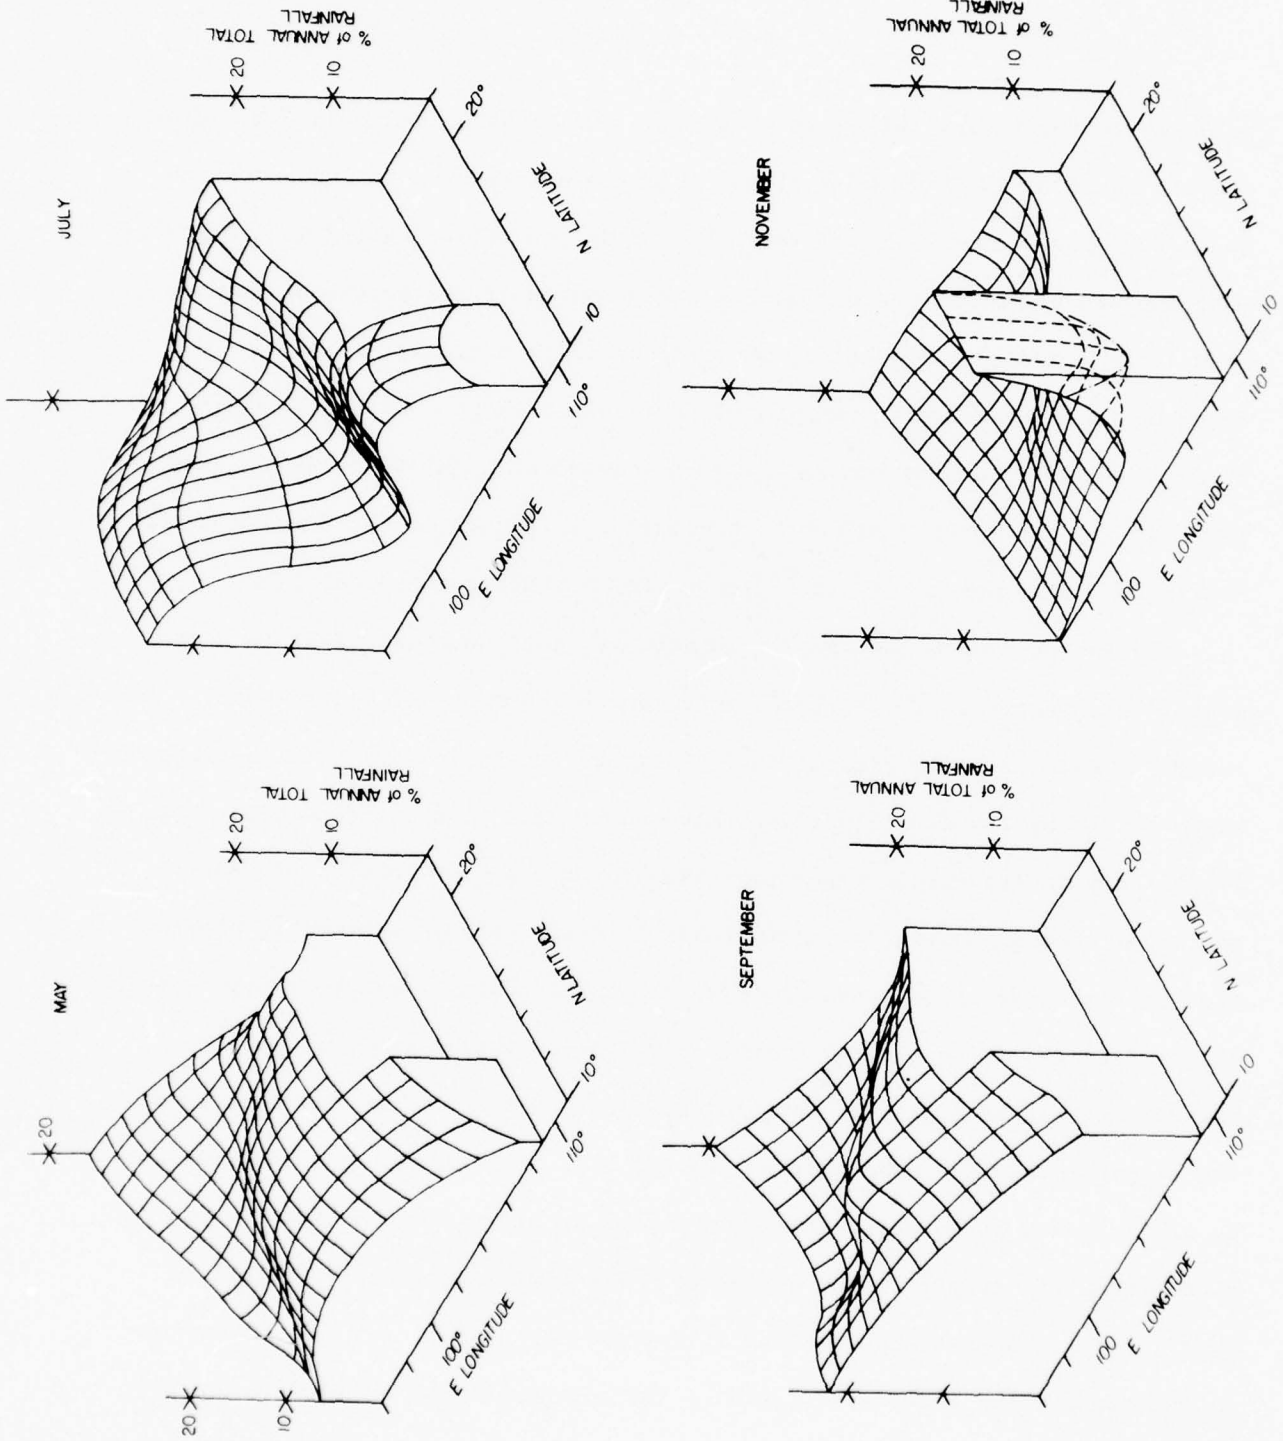 JULY
% of ANNUAL TOTAL
RAINFALL
20
10
20°
N LATITUDE
10
110°
E LONGITUDE
100
NOVEMBER
% of TOTAL ANNUAL
RAINFALL
20
10
20°
N LATITUDE
10
110°
E LONGITUDE
100
MAY
% of ANNUAL TOTAL
RAINFALL
20
10
20°
N LATITUDE
10°
110°
E LONGITUDE
100°
20
20
10
SEPTEMBER
% of TOTAL ANNUAL
RAINFALL
20
10
20°
N LATITUDE
10
110°
E LONGITUDE
100